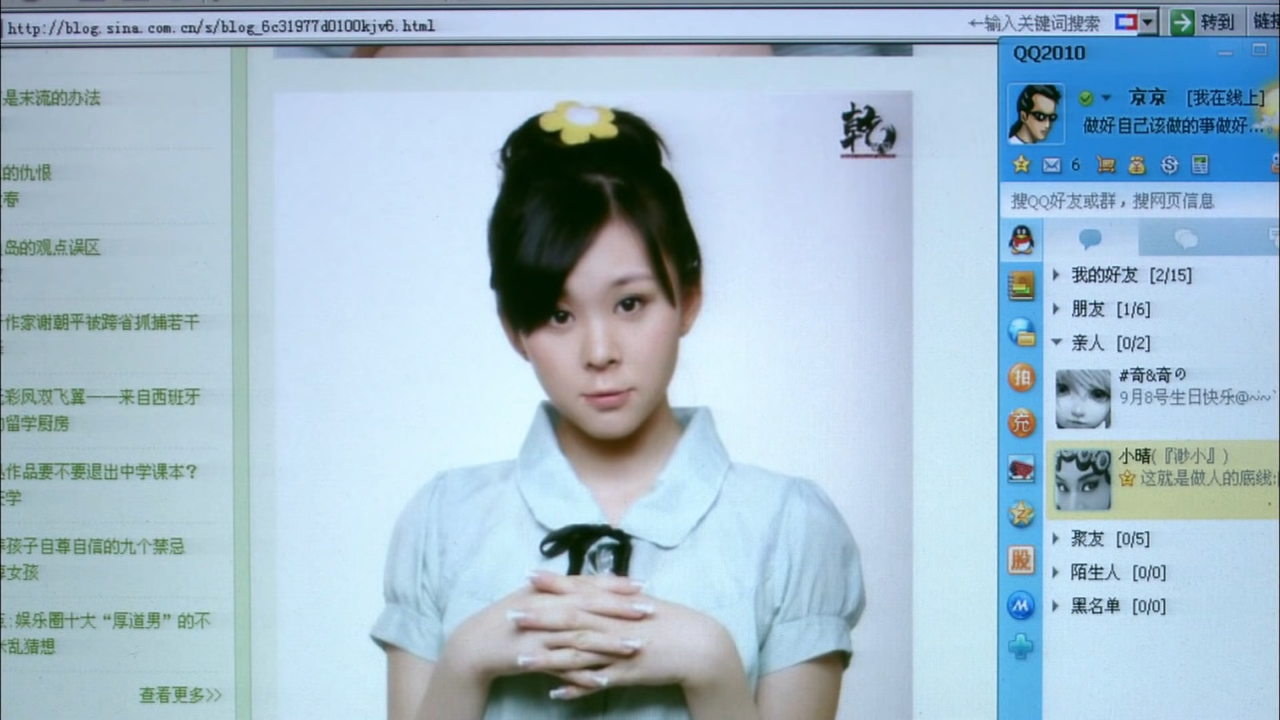 http://blog.sina.com.cn/s/blog_6c31977d0100kjv6.html
←输入关键词搜索
转到
链接
是末流的办法
的仇恨
春
岛的观点误区
作家谢朝平被跨省抓捕若干
彩凤双飞翼——来自西班牙
留学厨房
作品要不要退出中学课本？
孩子自尊自信的九个禁忌
女孩
:娱乐圈十大“厚道男”的不
乱猜想
查看更多>>
乾
QQ2010
京京 [我在线上]
做好自己该做的事做好...
6
搜QQ好友或群，搜网页信息
我的好友 [2/15]
朋友 [1/6]
亲人 [0/2]
#奇&奇の
9月8号生日快乐@~~~
小晴(『渺小』)
这就是做人的底线
聚友 [0/5]
陌生人 [0/0]
黑名单 [0/0]
拍
充
股